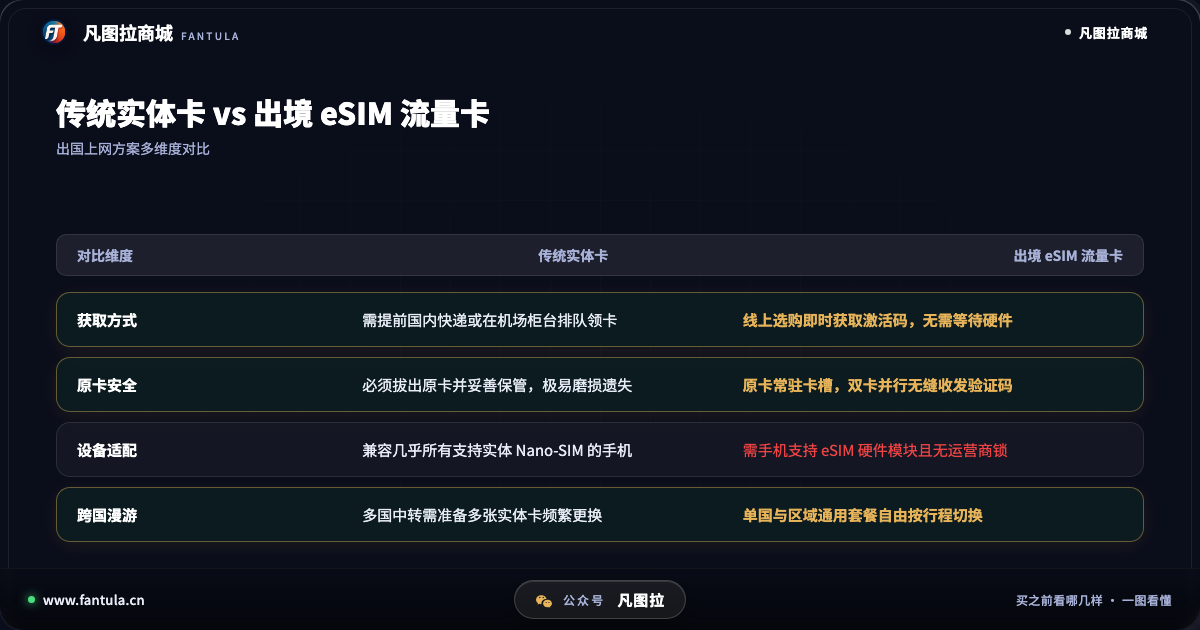 FT 凡图拉商城 FANTULA
凡图拉商城
传统实体卡 vs 出境 eSIM 流量卡
出国上网方案多维度对比
对比维度 传统实体卡 出境 eSIM 流量卡
获取方式 需提前国内快递或在机场柜台排队领卡 线上选购即时获取激活码，无需等待硬件
原卡安全 必须拔出原卡并妥善保管，极易磨损遗失 原卡常驻卡槽，双卡并行无缝收发验证码
设备适配 兼容几乎所有支持实体 Nano-SIM 的手机 需手机支持 eSIM 硬件模块且无运营商锁
跨国漫游 多国中转需准备多张实体卡频繁更换 单国与区域通用套餐自由按行程切换
www.fantula.cn
公众号 凡图拉
买之前看哪几样 · 一图看懂